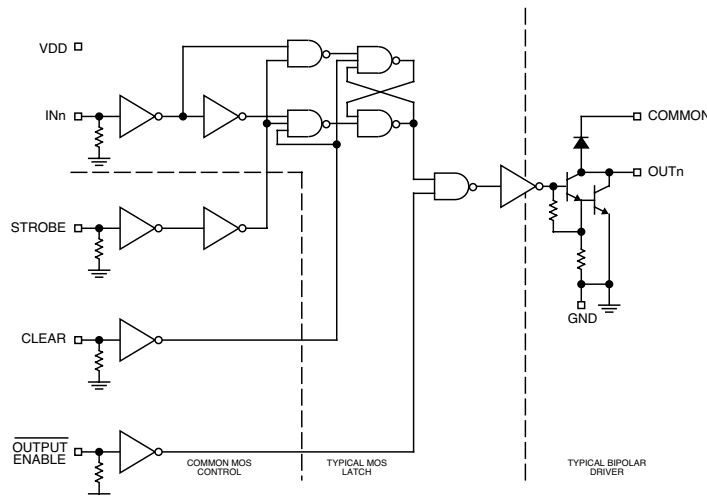 VDD
INn
COMMON
OUTn
STROBE
GND
CLEAR
OUTPUT
ENABLE
COMMON MOS
CONTROL
TYPICAL MOS
LATCH
TYPICAL BIPOLAR
DRIVER